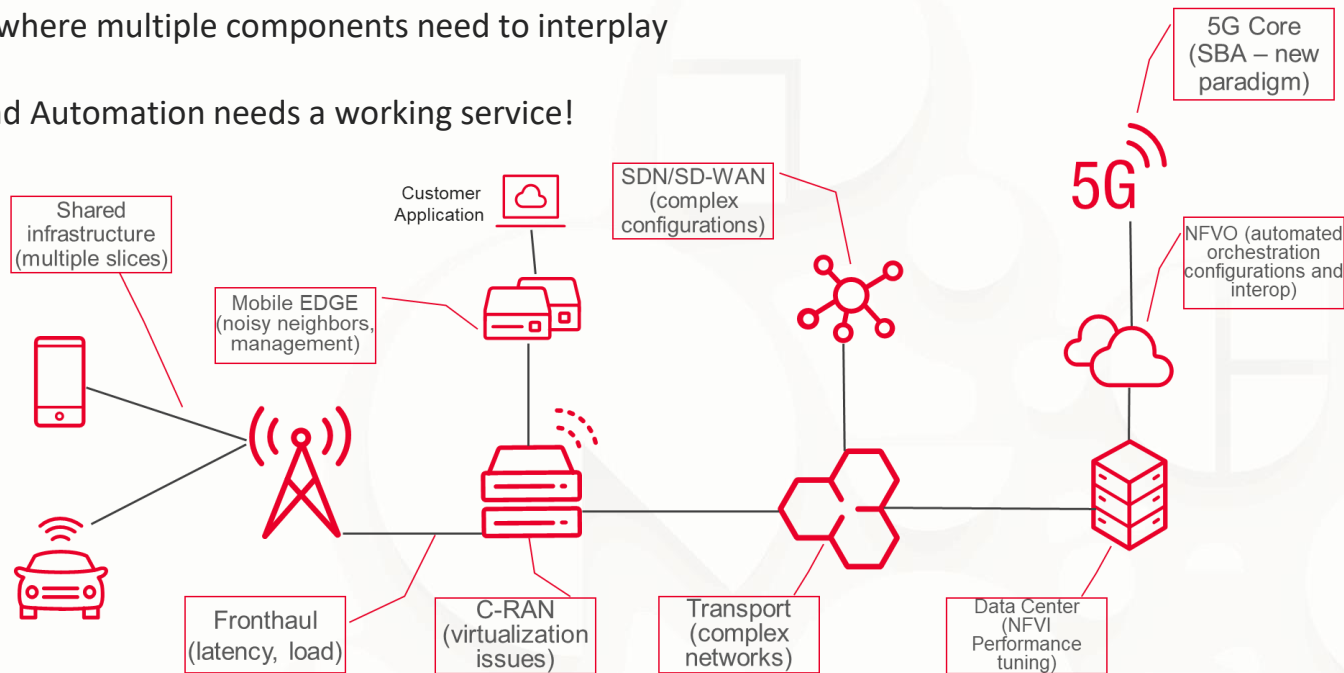 where multiple components need to interplay
nd Automation needs a working service!
5G Core
(SBA – new
paradigm)
5G
Customer
Application
SDN/SD-WAN
(complex
configurations)
Shared
infrastructure
(multiple slices)
NFVO (automated
orchestration
configurations and
interop)
Mobile EDGE
(noisy neighbors,
management)
Fronthaul
(latency, load)
C-RAN
(virtualization
issues)
Transport
(complex
networks)
Data Center
(NFVI
Performance
tuning)